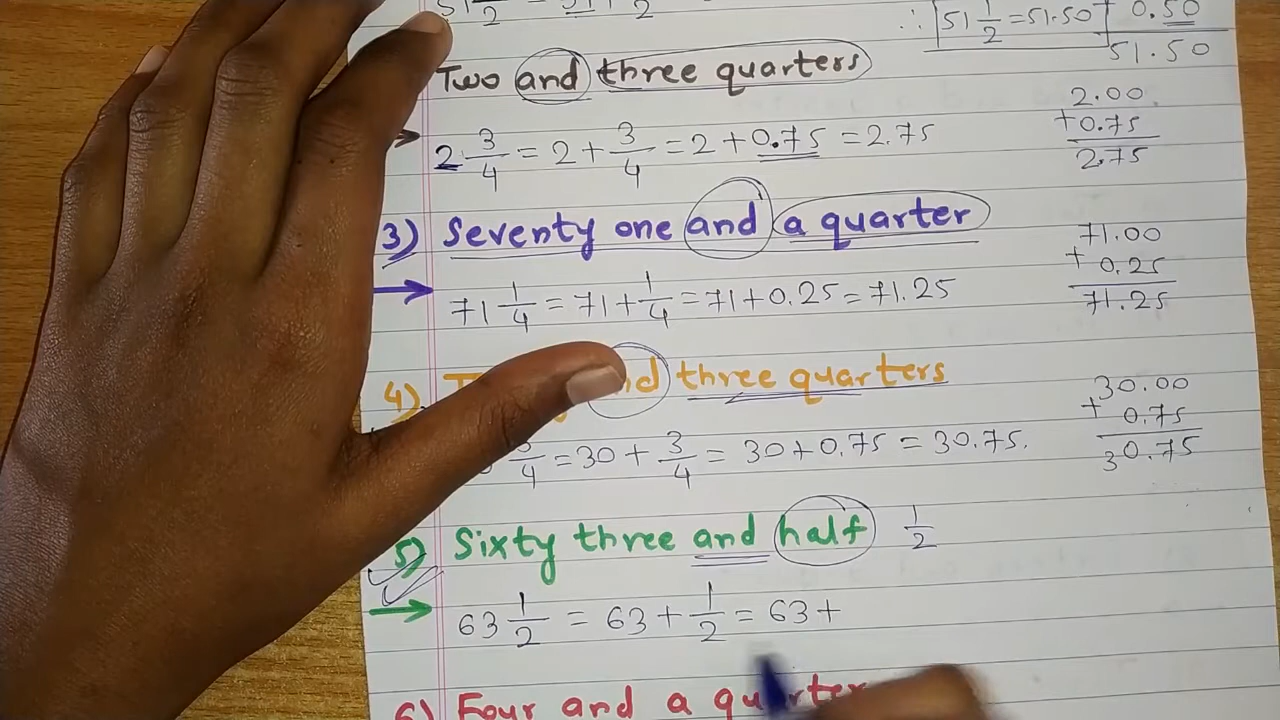 ∴ 51 1/2 = 51.50
0.50
51.50
Two and three quarters
2 3/4 = 2 + 3/4 = 2 + 0.75 = 2.75
2.00
+ 0.75
2.75
3) Seventy one and a quarter
71 1/4 = 71 + 1/4 = 71 + 0.25 = 71.25
71.00
+ 0.25
71.25
4) and three quarters
3/4 = 30 + 3/4 = 30 + 0.75 = 30.75.
30.00
+ 0.75
30.75
5) Sixty three and half 1/2
63 1/2 = 63 + 1/2 = 63 +
6) Four and a quarter